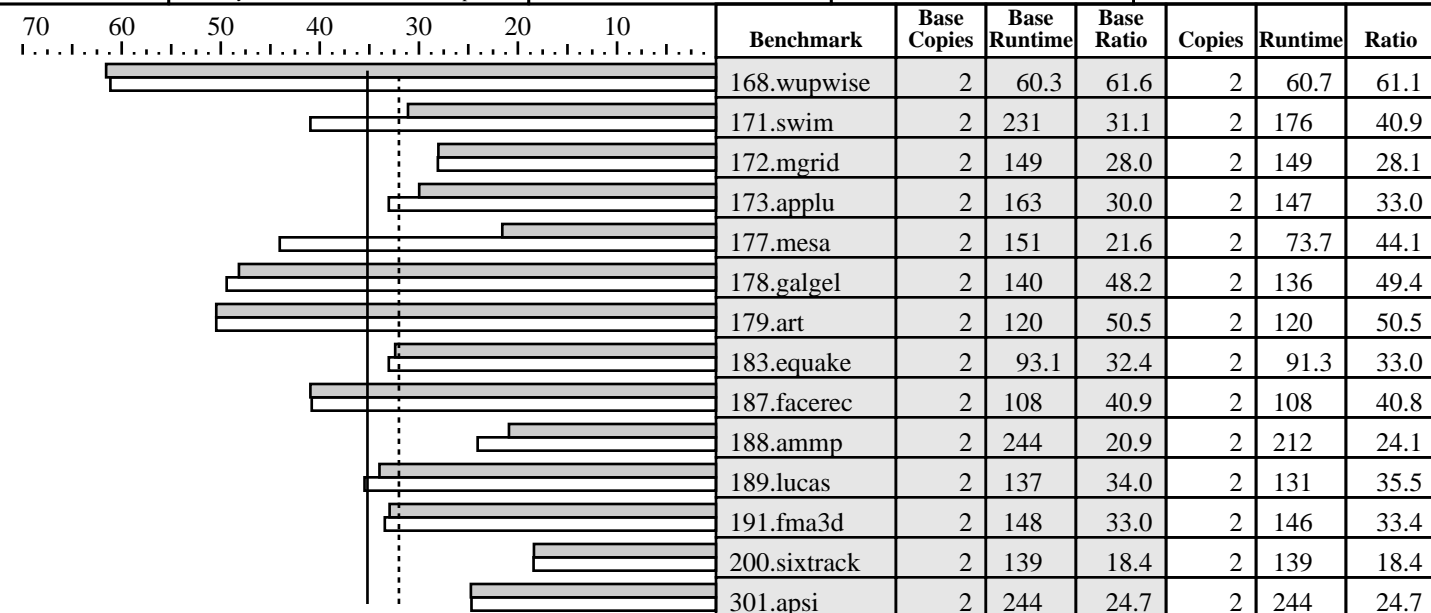 70 60 50 40 30 20 10
Benchmark Base Copies Base Runtime Base Ratio Copies Runtime Ratio
168.wupwise 2 60.3 61.6 2 60.7 61.1
171.swim 2 231 31.1 2 176 40.9
172.mgrid 2 149 28.0 2 149 28.1
173.applu 2 163 30.0 2 147 33.0
177.mesa 2 151 21.6 2 73.7 44.1
178.galgel 2 140 48.2 2 136 49.4
179.art 2 120 50.5 2 120 50.5
183.equake 2 93.1 32.4 2 91.3 33.0
187.facerec 2 108 40.9 2 108 40.8
188.ammp 2 244 20.9 2 212 24.1
189.lucas 2 137 34.0 2 131 35.5
191.fma3d 2 148 33.0 2 146 33.4
200.sixtrack 2 139 18.4 2 139 18.4
301.apsi 2 244 24.7 2 244 24.7